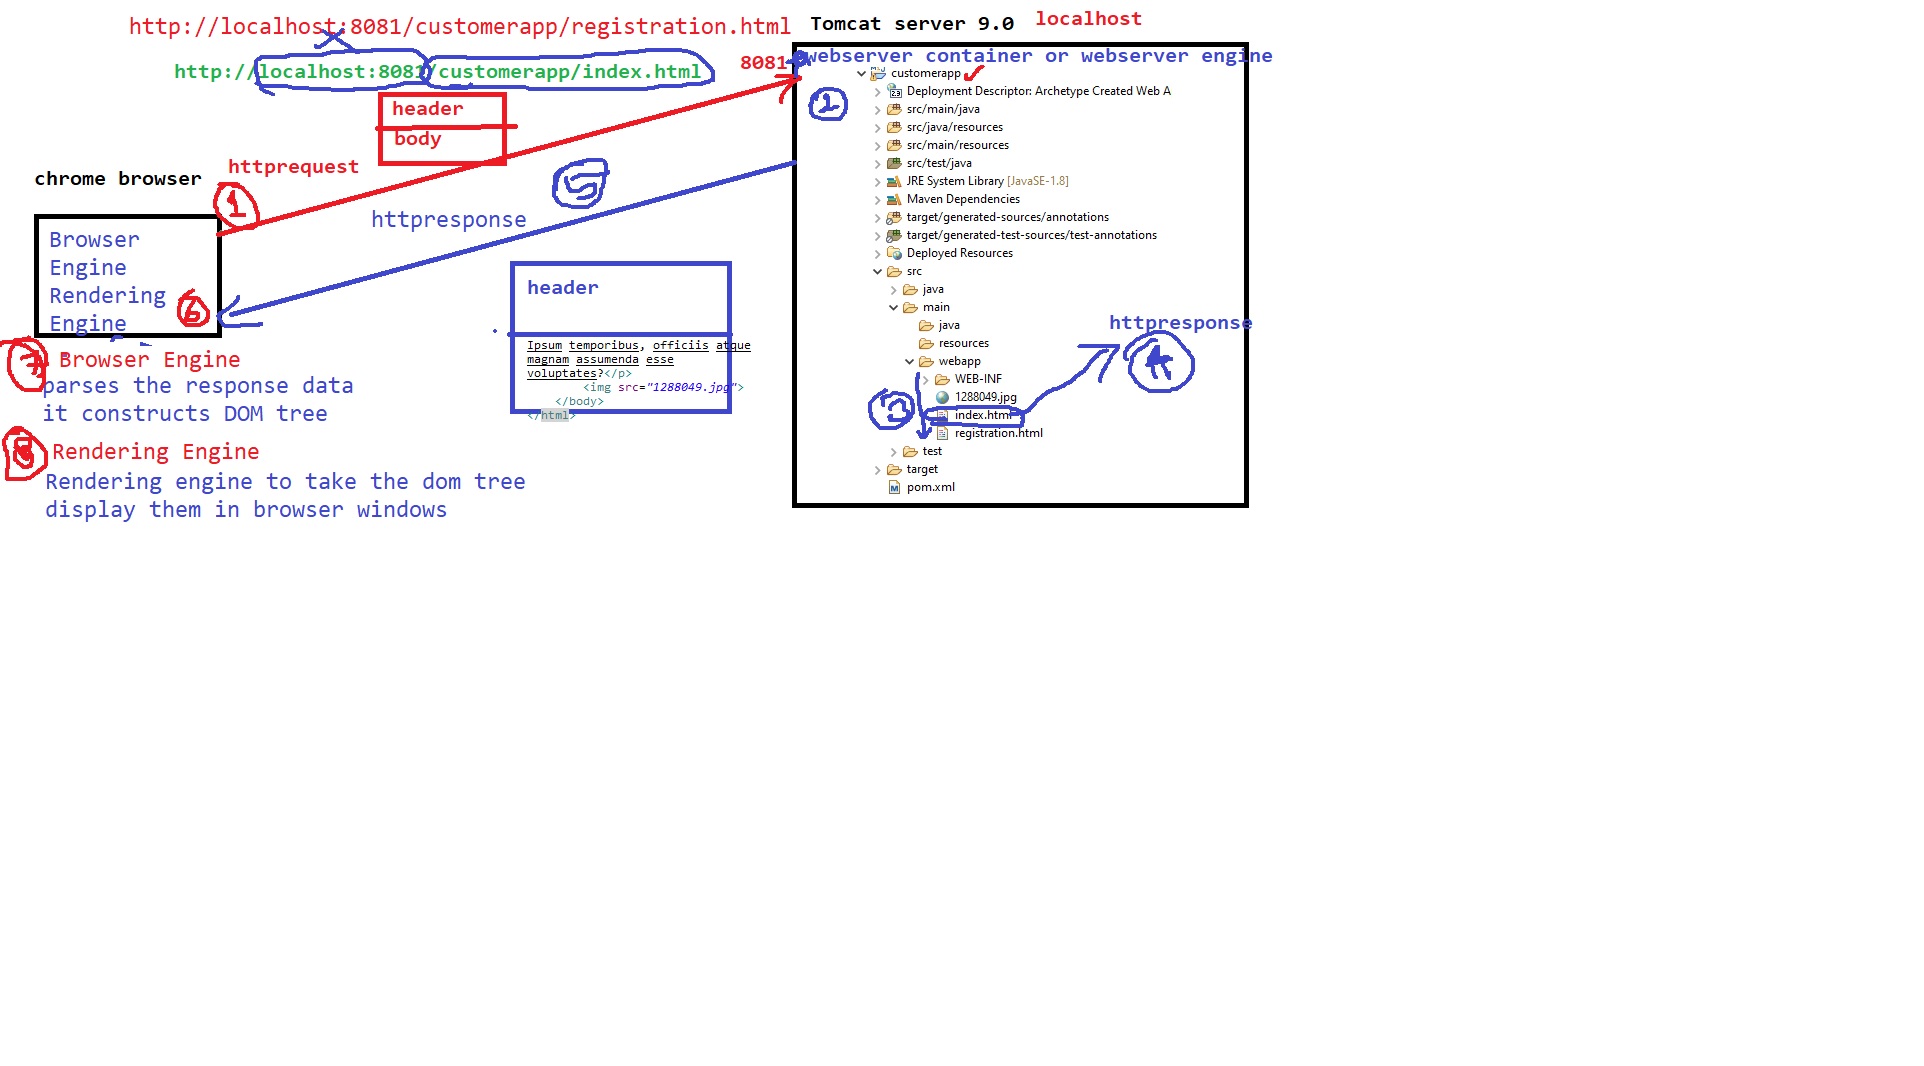 http://localhost:8081/customerapp/registration.html
http://localhost:8081/customerapp/index.html
header
body
httprequest
1
chrome browser
Browser
Engine
Rendering
Engine
6
httpresponse
5
header
Ipsum temporibus, officiis atque
magnam assumenda esse
voluptates?</p>
<img src="1288049.jpg">
</body>
</html>
7
Browser Engine
parses the response data
it constructs DOM tree
8
Rendering Engine
Rendering engine to take the dom tree
display them in browser windows
Tomcat server 9.0
localhost
8081
webserver container or webserver engine
2
customerapp
Deployment Descriptor: Archetype Created Web A
src/main/java
src/java/resources
src/main/resources
src/test/java
JRE System Library [JavaSE-1.8]
Maven Dependencies
target/generated-sources/annotations
target/generated-test-sources/test-annotations
Deployed Resources
src
java
main
java
resources
webapp
WEB-INF
1288049.jpg
3
index.html
registration.html
test
target
pom.xml
httpresponse
4